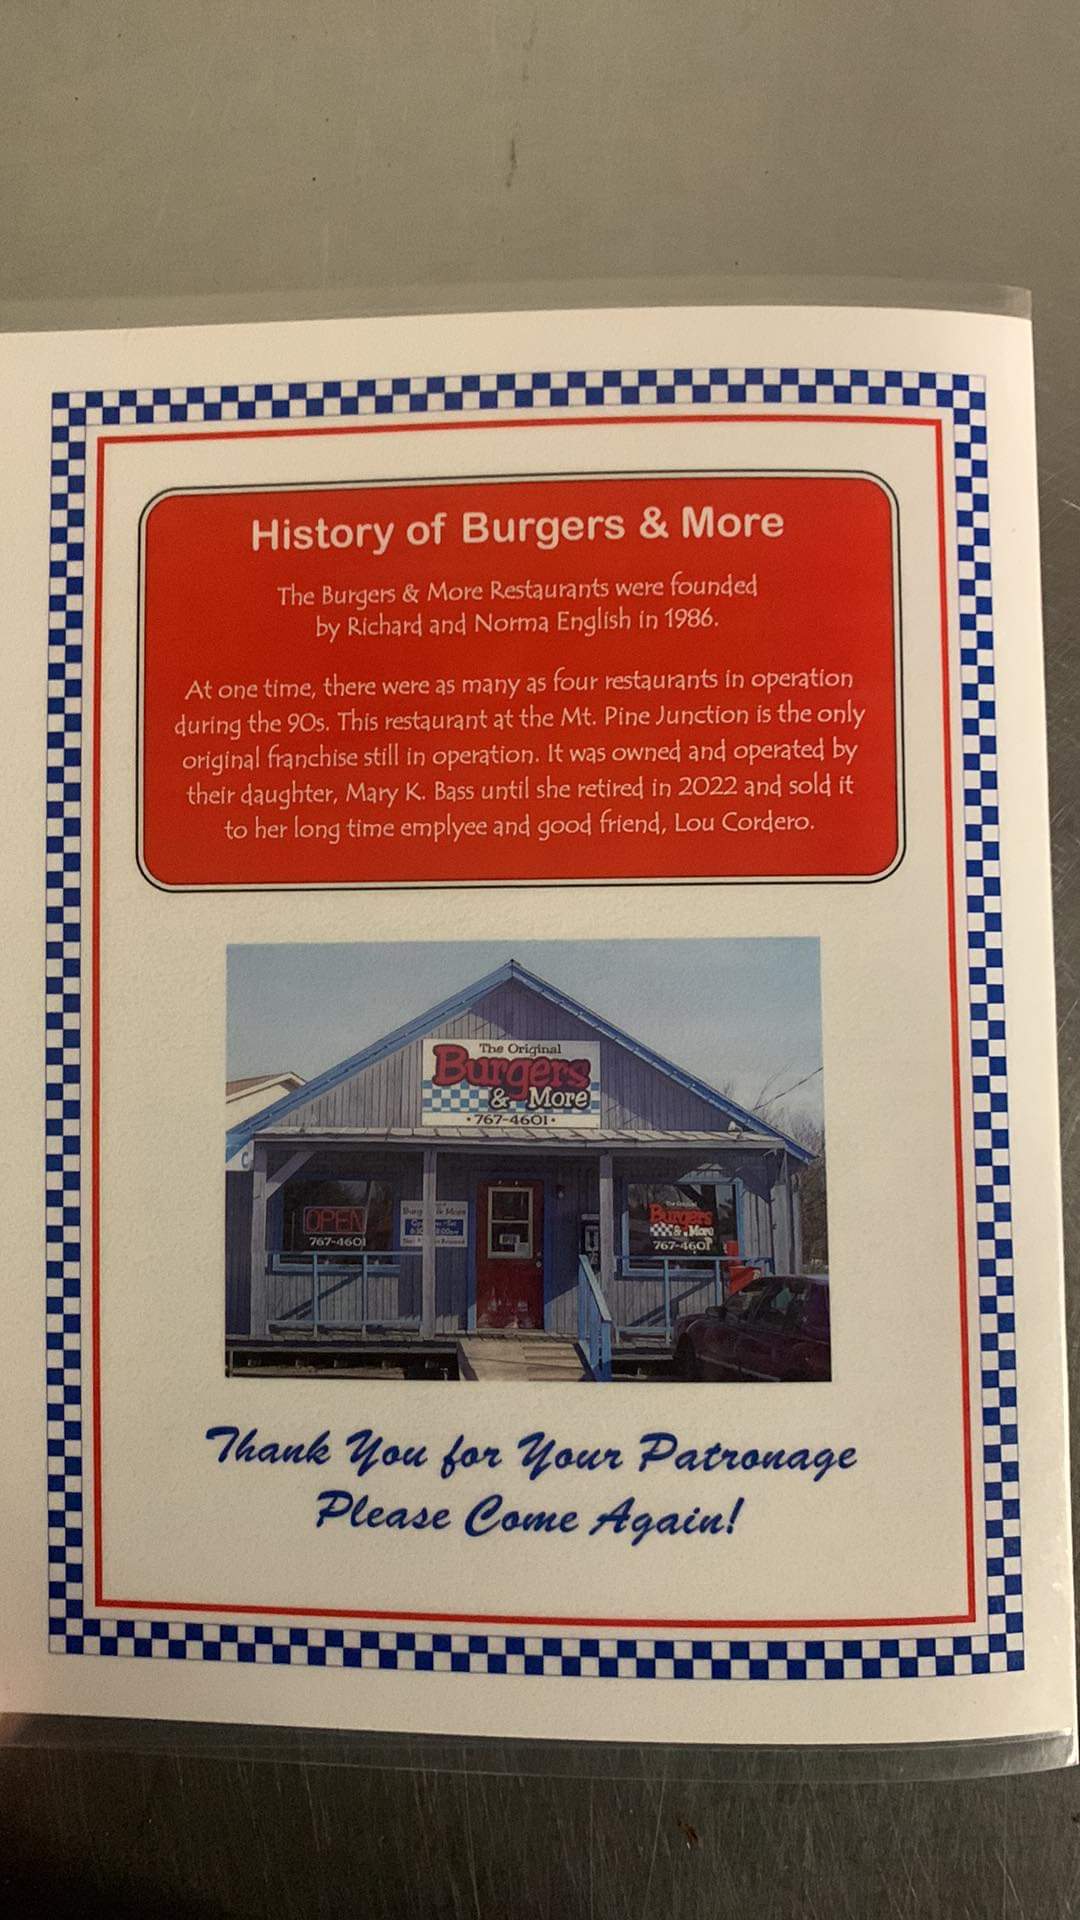 History of Burgers & More
The Burgers & More Restaurants were founded
by Richard and Norma English in 1986.
At one time, there were as many as four restaurants in operation
during the 90s. This restaurant at the Mt. Pine Junction is the only
original franchise still in operation. It was owned and operated by
their daughter, Mary K. Bass until she retired in 2022 and sold it
to her long time emplyee and good friend, Lou Cordero.
The Original
Burgers
& More
•767-4601•
OPEN
767-4601
Burgers & More
The Original
Burgers
& More
767-4601
Thank You for Your Patronage
Please Come Again!